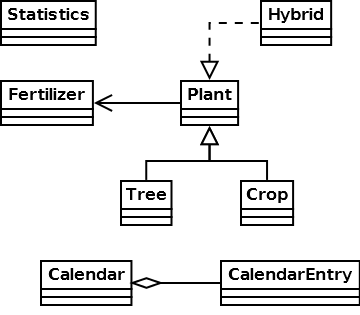 Statistics
Hybrid
Fertilizer
Plant
Tree
Crop
Calendar
CalendarEntry